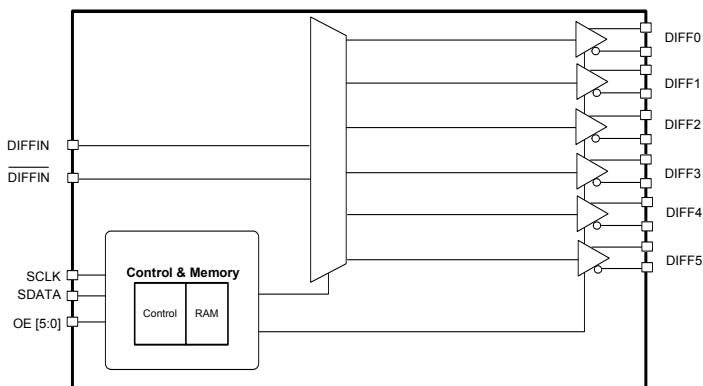 DIFF0
DIFF1
DIFF2
DIFFIN
DIFFIN
DIFF3
DIFF4
DIFF5
Control & Memory
SCLK
SDATA
Control
RAM
OE [5:0]